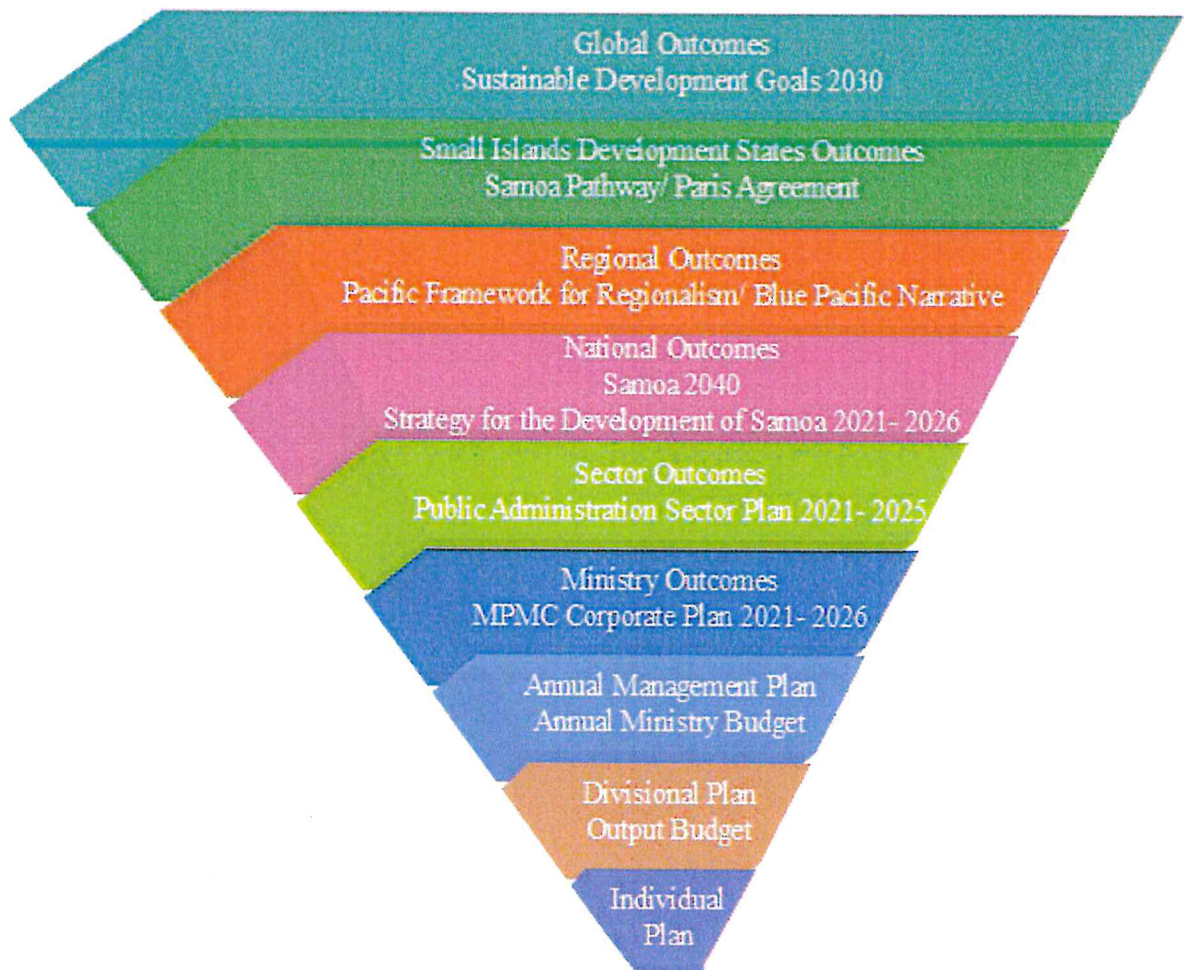 Global Outcomes
Sustainable Development Goals 2030
Small Islands Development States Outcomes
Samoa Pathway/ Paris Agreement
Regional Outcomes
Pacific Framework for Regionalism/ Blue Pacific Narrative
National Outcomes
Samoa 2040
Strategy for the Development of Samoa 2021- 2026
Sector Outcomes
Public Administration Sector Plan 2021- 2025
Ministry Outcomes
MPMC Corporate Plan 2021- 2026
Annual Management Plan
Annual Ministry Budget
Divisional Plan
Output Budget
Individual
Plan